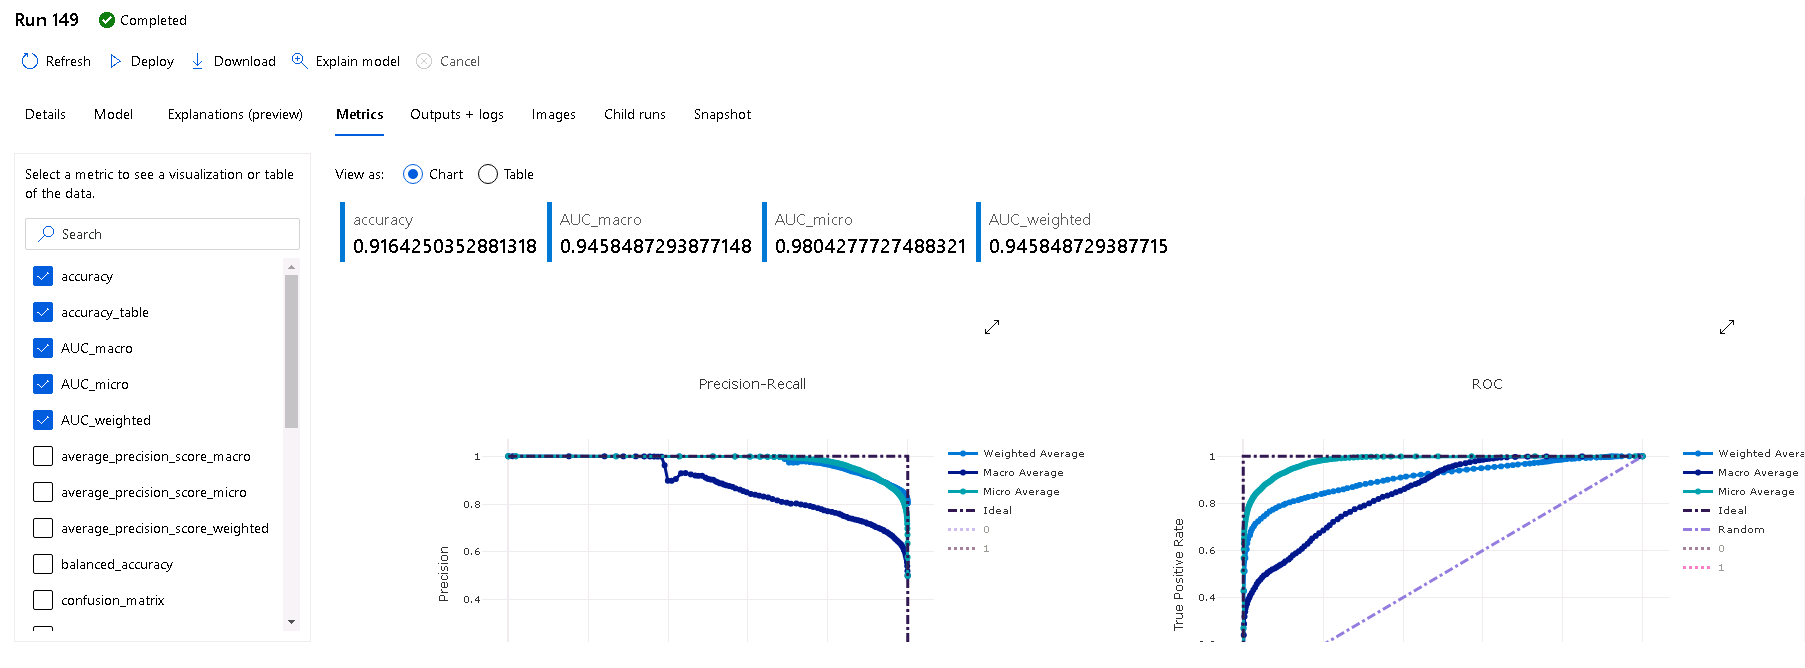 Run 149 Completed
Refresh Deploy Download Explain model Cancel
Details Model Explanations (preview) Metrics Outputs + logs Images Child runs Snapshot
Select a metric to see a visualization or table
of the data.
Search
accuracy
accuracy_table
AUC_macro
AUC_micro
AUC_weighted
average_precision_score_macro
average_precision_score_micro
average_precision_score_weighted
balanced_accuracy
confusion_matrix
View as: Chart Table
accuracy
0.9164250352881318
AUC_macro
0.9458487293877148
AUC_micro
0.9804277727488321
AUC_weighted
0.945848729387715
Precision-Recall
1
0.8
0.6
0.4
Precision
Weighted Average
Macro Average
Micro Average
Ideal
0
1
ROC
1
0.8
0.6
0.4
True Positive Rate
Weighted Avera
Macro Average
Micro Average
Ideal
Random
0
1